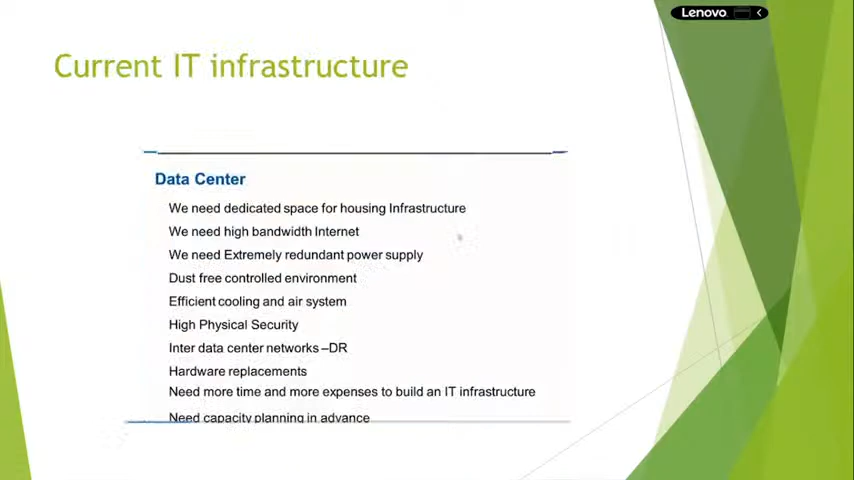 Lenovo
Current IT infrastructure
Data Center
We need dedicated space for housing Infrastructure
We need high bandwidth Internet
We need Extremely redundant power supply
Dust free controlled environment
Efficient cooling and air system
High Physical Security
Inter data center networks –DR
Hardware replacements
Need more time and more expenses to build an IT infrastructure
Need capacity planning in advance